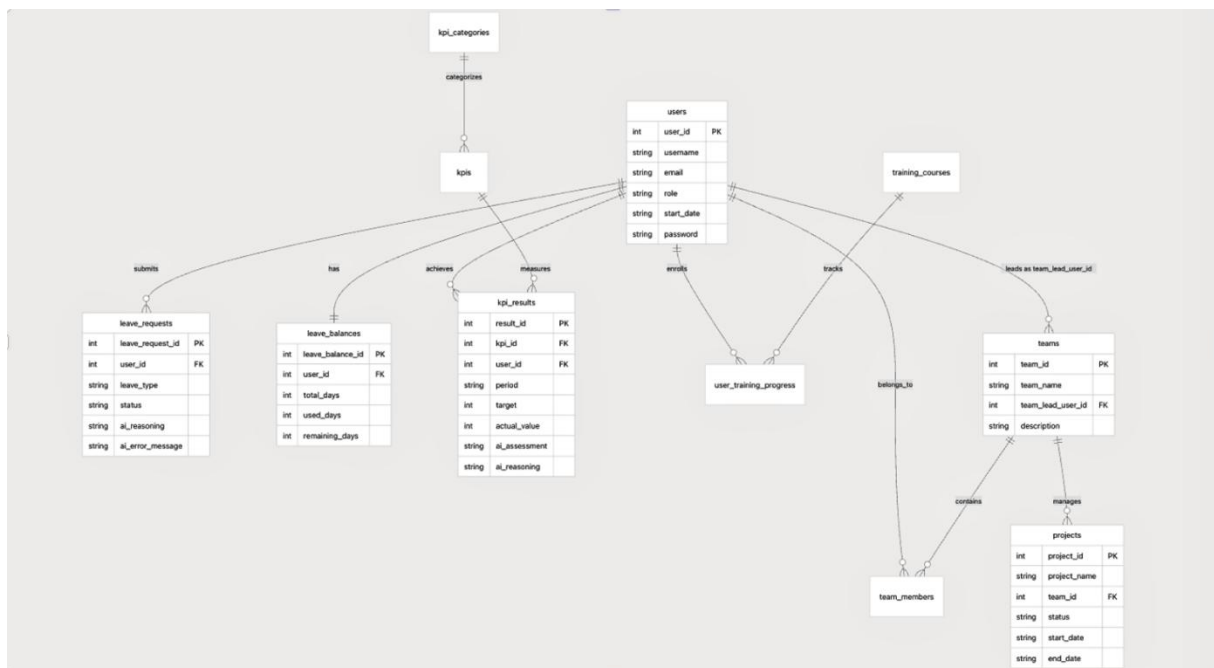 kpi_categories
categorizes
kpis
users
int user_id PK
string username
string email
string role
string start_date
string password
training_courses
submits
has
achieves
measures
enrolls
tracks
leads as team_lead_user_id
leave_requests
int leave_request_id PK
int user_id FK
string leave_type
string status
string ai_reasoning
string ai_error_message
leave_balances
int leave_balance_id PK
int user_id FK
int total_days
int used_days
int remaining_days
kpi_results
int result_id PK
int kpi_id FK
int user_id FK
string period
int target
int actual_value
string ai_assessment
string ai_reasoning
user_training_progress
belongs_to
teams
int team_id PK
string team_name
int team_lead_user_id FK
string description
contains
manages
team_members
projects
int project_id PK
string project_name
int team_id FK
string status
string start_date
string end_date